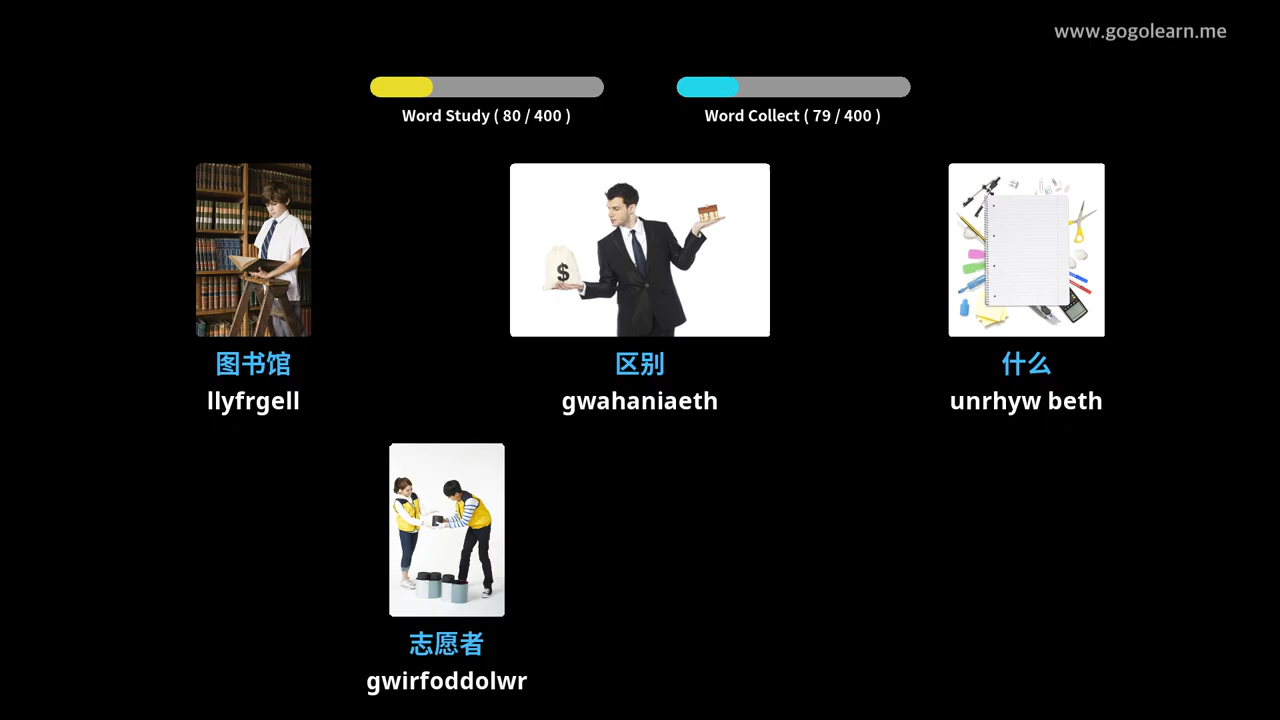 www.gogolearn.me
Word Study ( 80 / 400 )
Word Collect ( 79 / 400 )
$
图书馆
区别
什么
llyfrgell
gwahaniaeth
unrhyw beth
志愿者
gwirfoddolwr